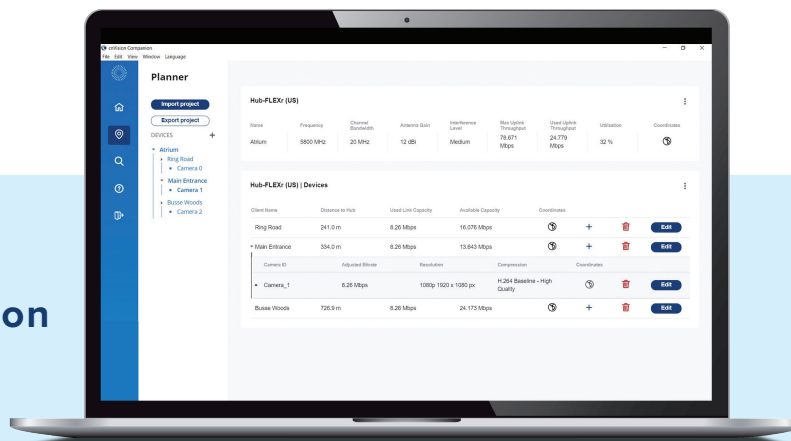 cnVision Companion
File Edit View Window Language
Planner
Import project
Export project
DEVICES +
Atrium
Ring Road
Camera 0
Main Entrance
Camera 1
Busse Woods
Camera 2
Hub-FLEXr (US)
Name Frequency Channel Bandwidth Antenna Gain Interference Level Max Uplink Throughput Used Uplink Throughput Utilization Coordinates
Atrium 5800 MHz 20 MHz 12 dBi Medium 78.671 Mbps 24.779 Mbps 32 %
Hub-FLEXr (US) | Devices
Client Name Distance to Hub Used Link Capacity Available Capacity Coordinates
Ring Road 241.0 m 8.26 Mbps 16.076 Mbps + Edit
Main Entrance 334.0 m 8.26 Mbps 13.643 Mbps + Edit
Camera ID Adjusted Bitrate Resolution Compression Coordinates
Camera_1 8.26 Mbps 1080p 1920 x 1080 px H.264 Baseline - High Quality Edit
Busse Woods 726.9 m 8.26 Mbps 24.173 Mbps + Edit
on